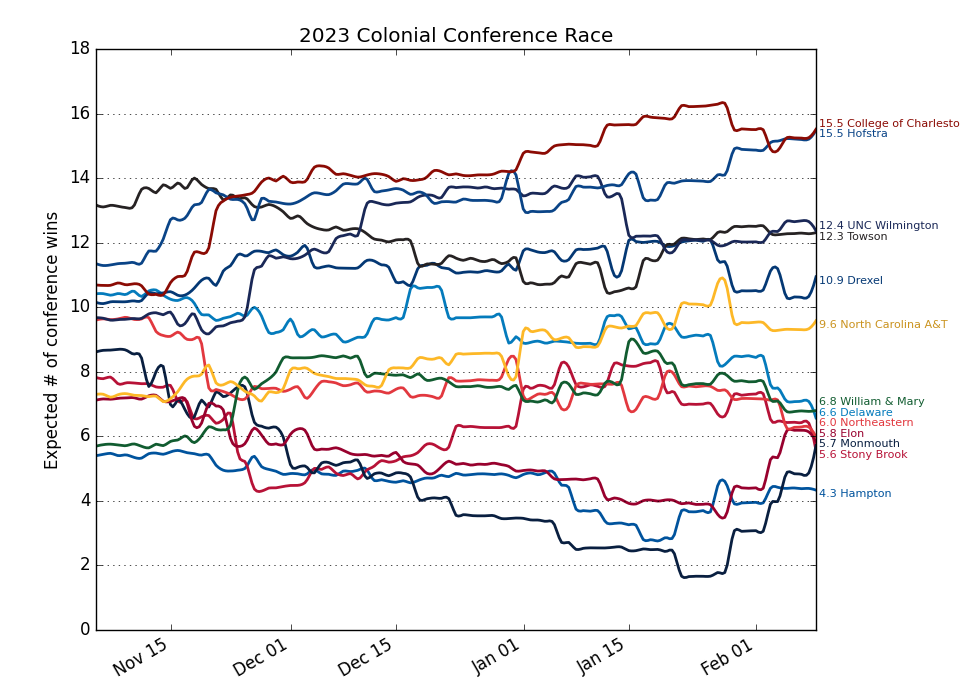 2023 Colonial Conference Race
Expected # of conference wins
18
16
14
12
10
8
6
4
2
0
Nov 15
Dec 01
Dec 15
Jan 01
Jan 15
Feb 01
15.5 College of Charlesto
15.5 Hofstra
12.4 UNC Wilmington
12.3 Towson
10.9 Drexel
9.6 North Carolina A&T
6.8 William & Mary
6.6 Delaware
6.0 Northeastern
5.8 Elon
5.7 Monmouth
5.6 Stony Brook
4.3 Hampton